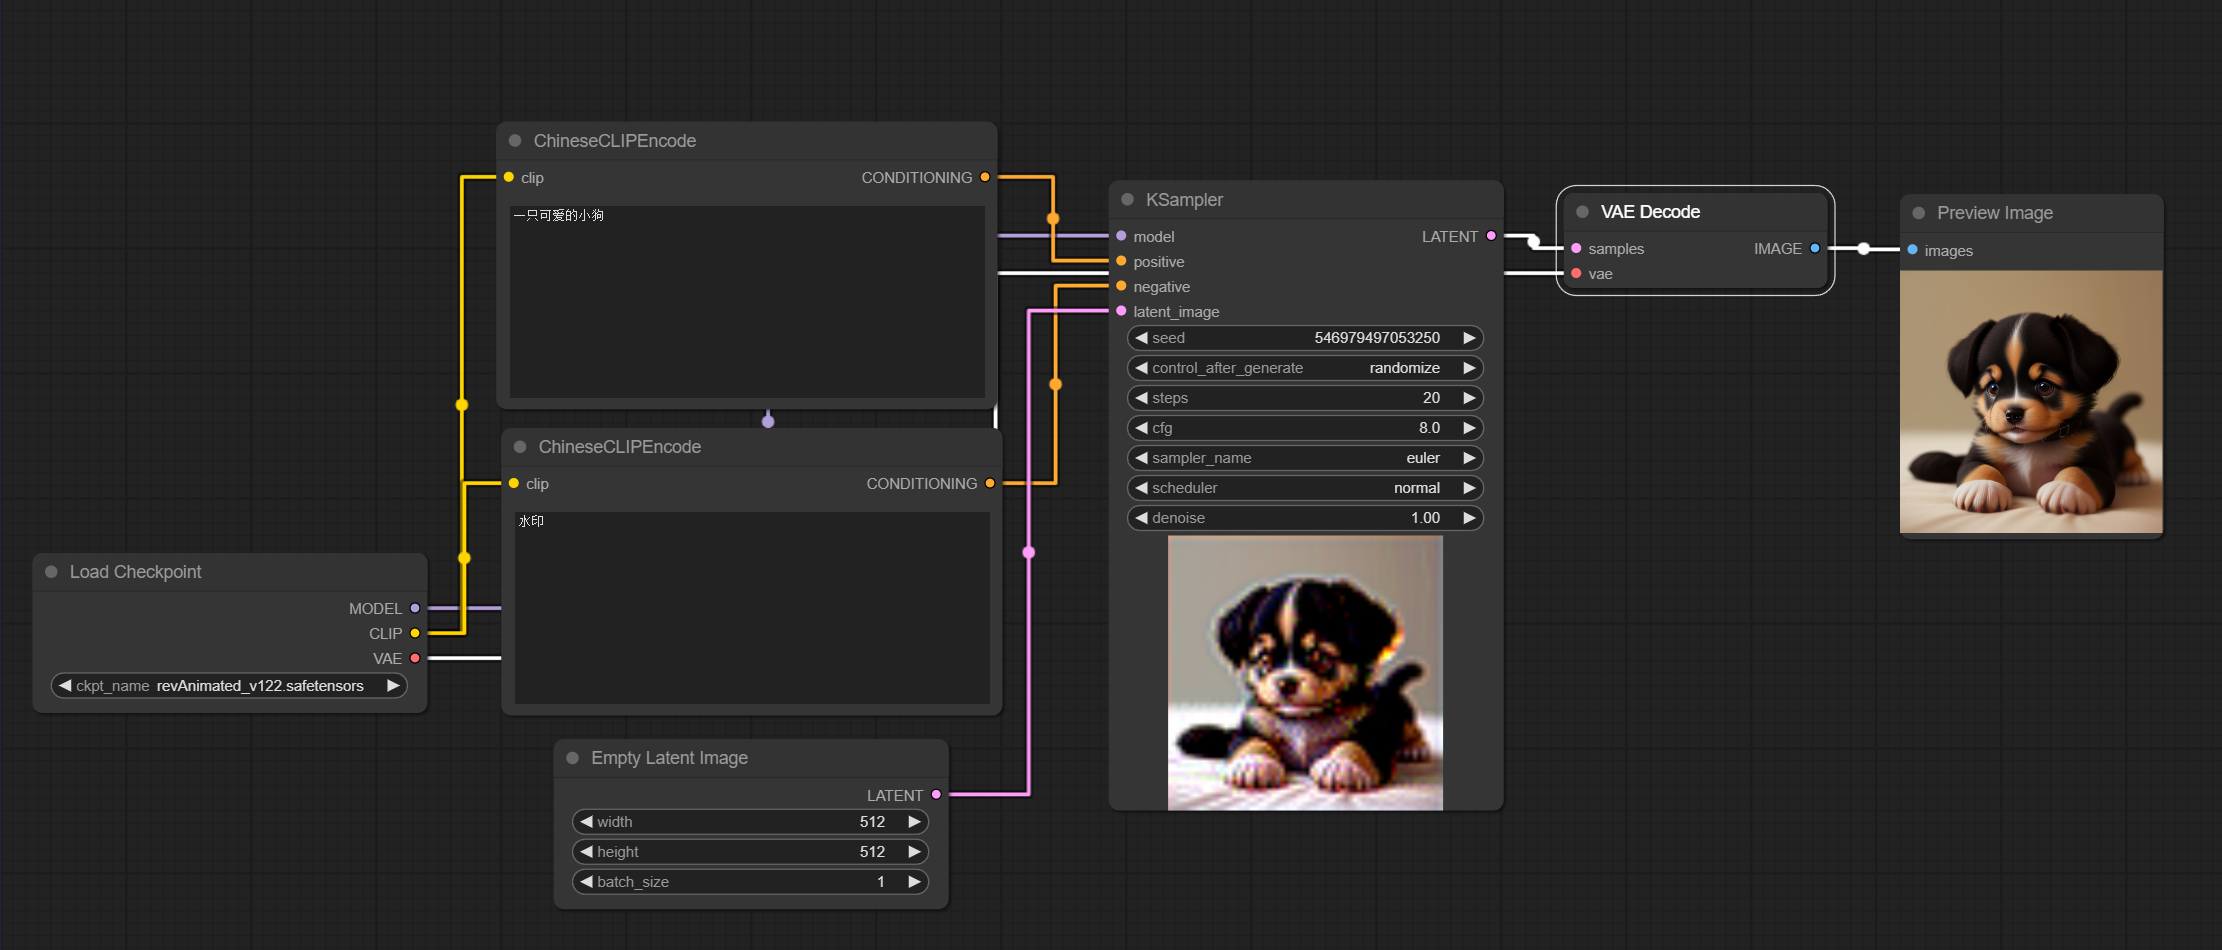 ChineseCLIPEncode
clip CONDITIONING
一只可爱的小狗
ChineseCLIPEncode
clip CONDITIONING
水印
Load Checkpoint
MODEL
CLIP
VAE
ckpt_name revAnimated_v122.safetensors
Empty Latent Image
LATENT
width 512
height 512
batch_size 1
KSampler
model LATENT
positive
negative
latent_image
seed 546979497053250
control_after_generate randomize
steps 20
cfg 8.0
sampler_name euler
scheduler normal
denoise 1.00
VAE Decode
samples IMAGE
vae
Preview Image
images